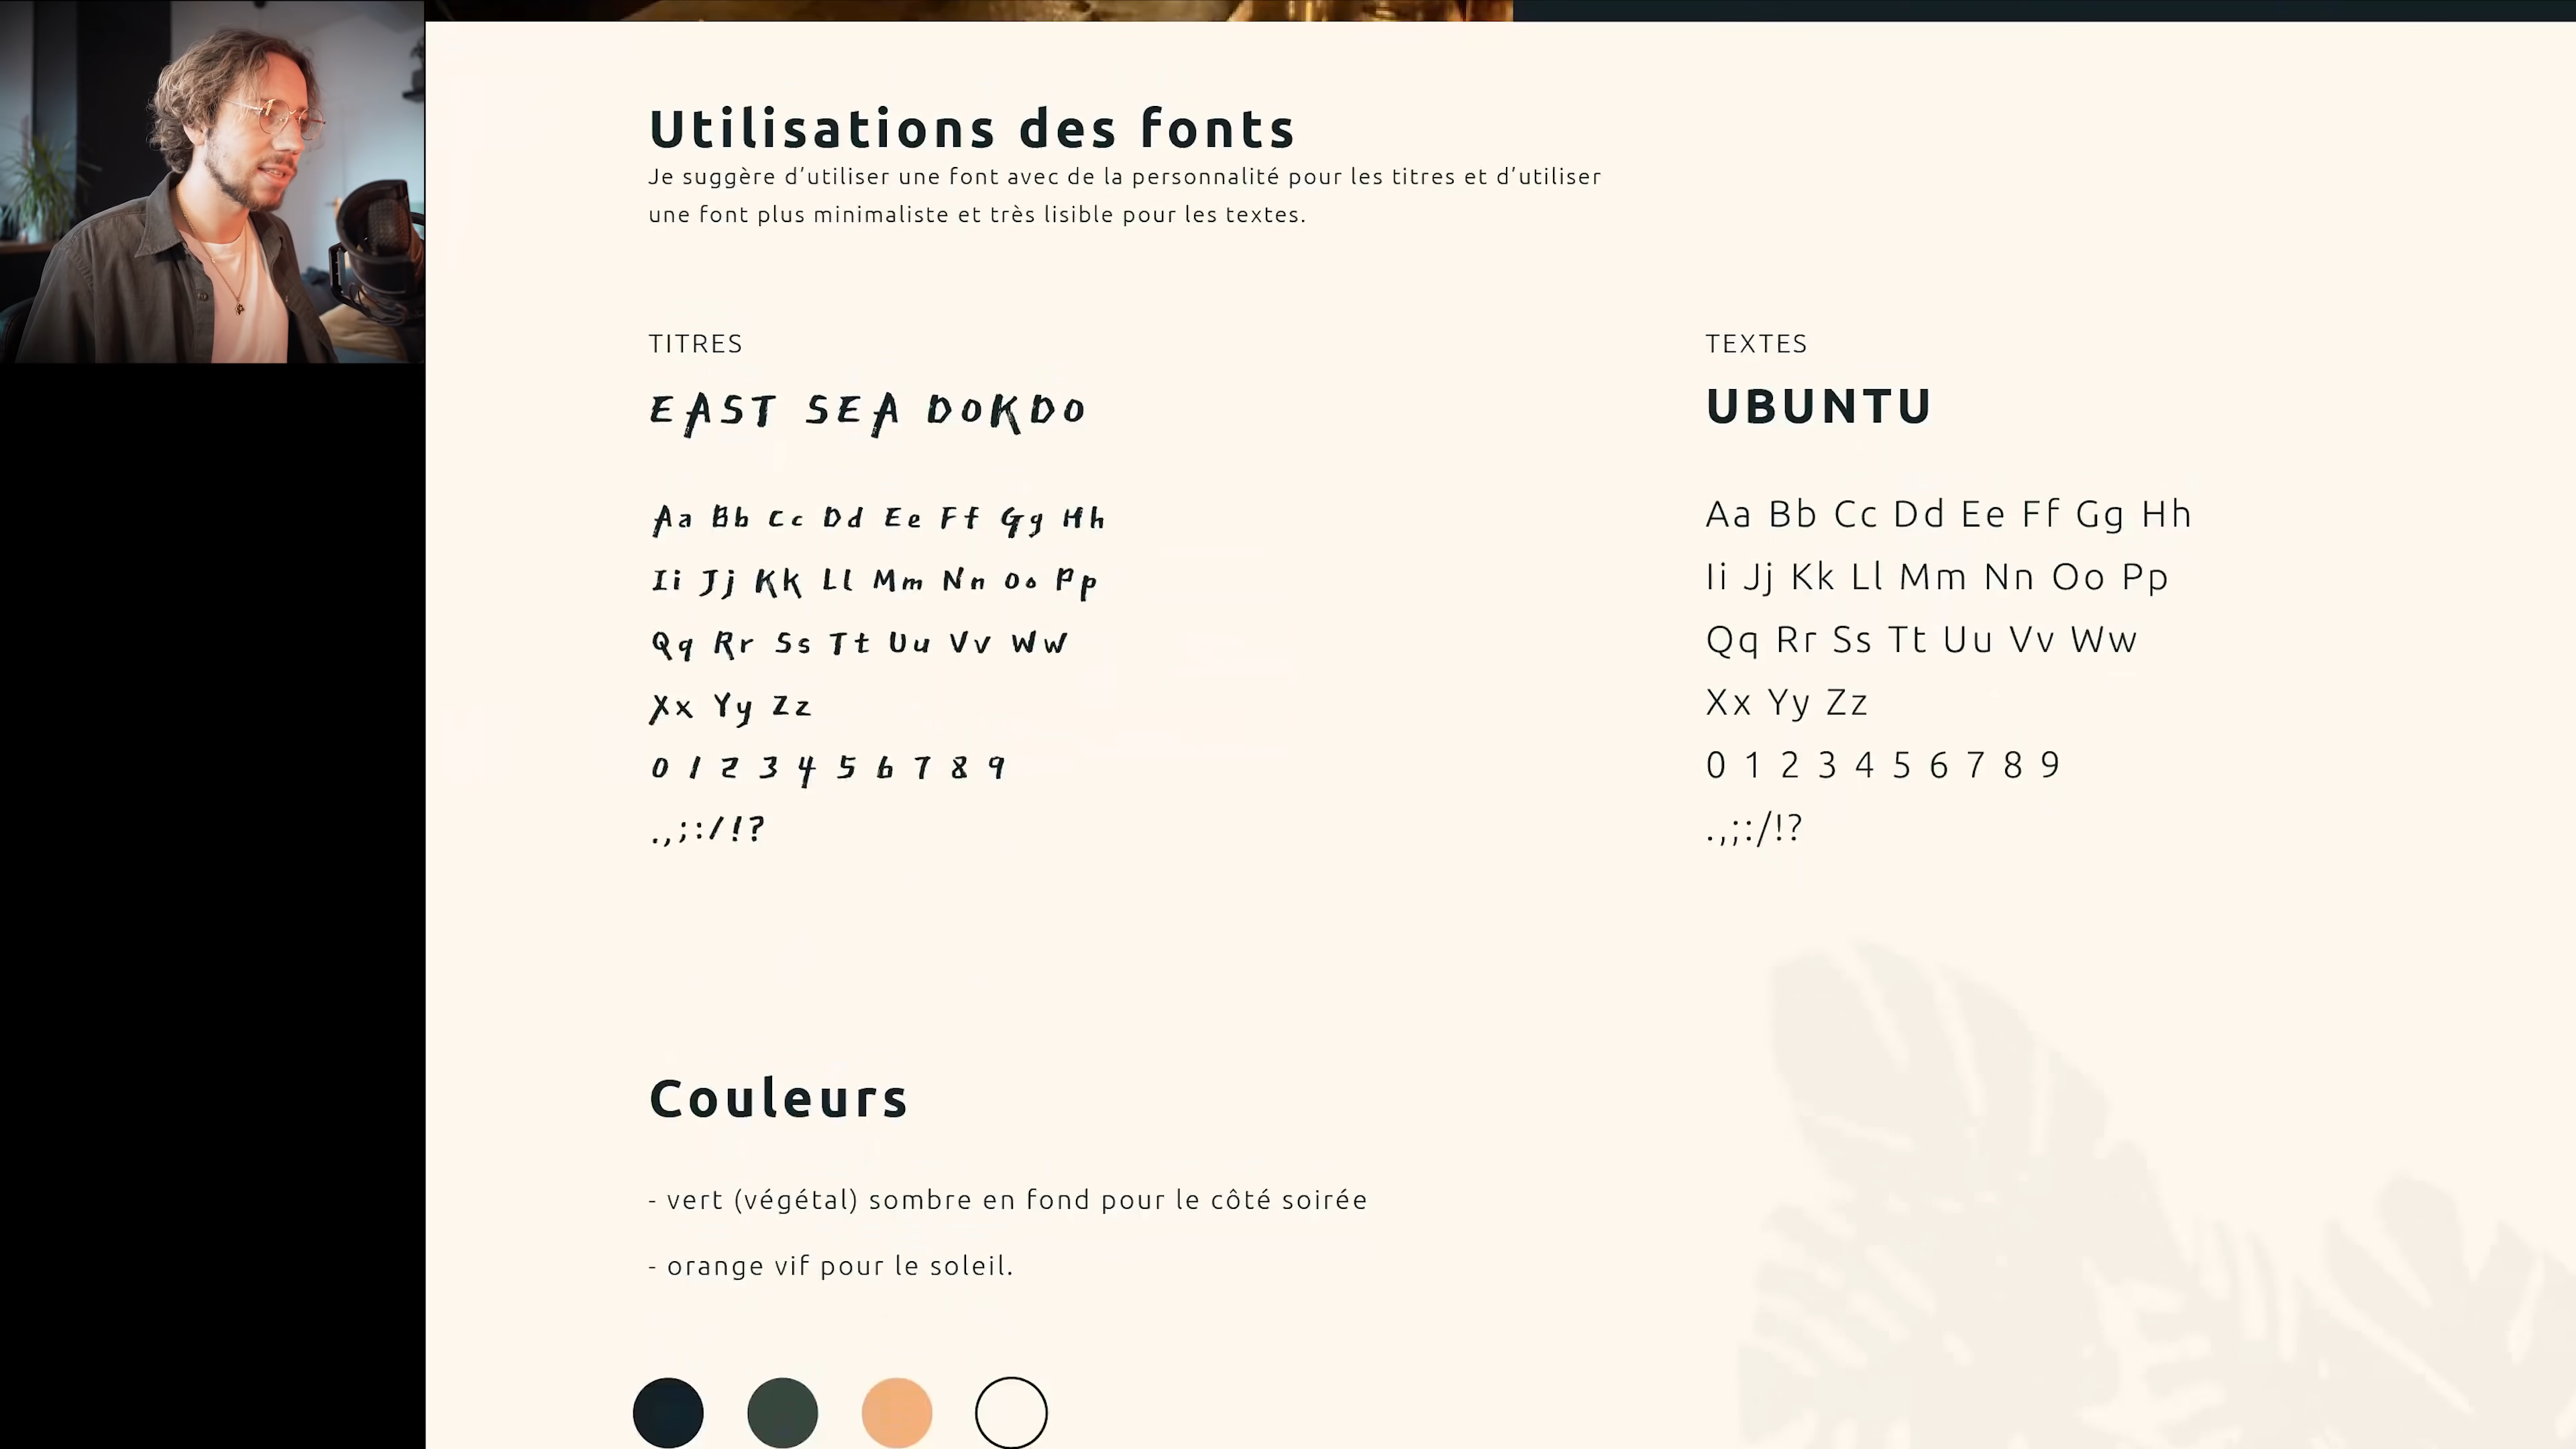 Utilisations des fonts
Je suggère d’utiliser une font avec de la personnalité pour les titres et d’utiliser
une font plus minimaliste et très lisible pour les textes.
TITRES
EAST SEA DOKDO
Aa Bb Cc Dd Ee Ff Gg Hh
Ii Jj Kk Ll Mm Nn Oo Pp
Qq Rr Ss Tt Uu Vv Ww
Xx Yy Zz
0 1 2 3 4 5 6 7 8 9
.,;:/!?
TEXTES
UBUNTU
Aa Bb Cc Dd Ee Ff Gg Hh
Ii Jj Kk Ll Mm Nn Oo Pp
Qq Rr Ss Tt Uu Vv Ww
Xx Yy Zz
0 1 2 3 4 5 6 7 8 9
.,;:/!?
Couleurs
- vert (végétal) sombre en fond pour le côté soirée
- orange vif pour le soleil.